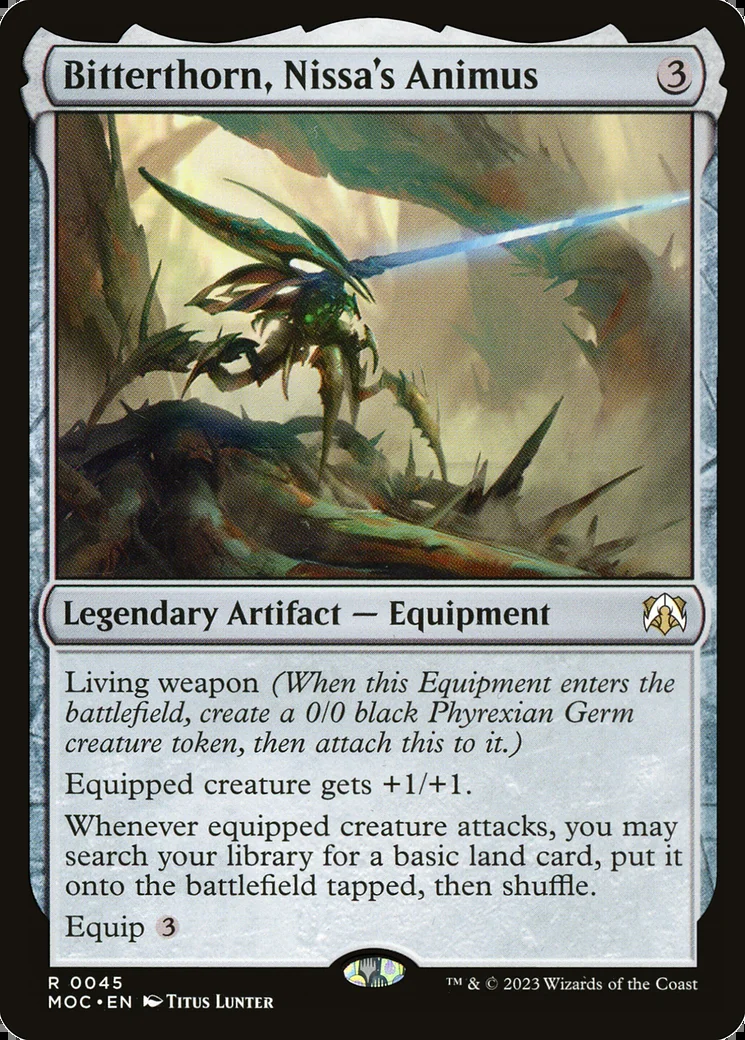 Bitterthorn, Nissa's Animus 3
Legendary Artifact — Equipment
Living weapon (When this Equipment enters the
battlefield, create a 0/0 black Phyrexian Germ
creature token, then attach this to it.)
Equipped creature gets +1/+1.
Whenever equipped creature attacks, you may
search your library for a basic land card, put it
onto the battlefield tapped, then shuffle.
Equip 3
R 0045
MOC•EN Titus Lunter
™ & © 2023 Wizards of the Coast